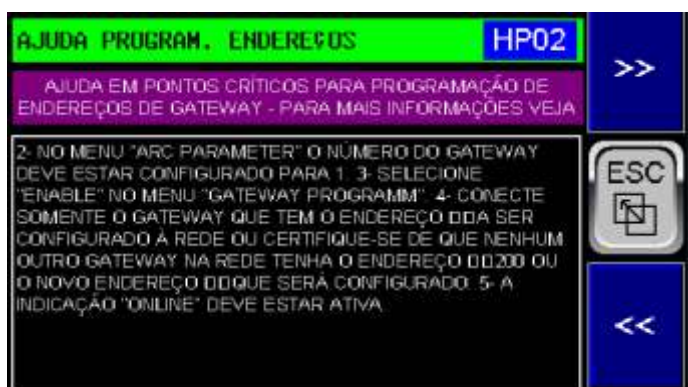 AJUDA PROGRAM. ENDEREÇOS
HP02
>>
AJUDA EM PONTOS CRÍTICOS PARA PROGRAMAÇÃO DE
ENDEREÇOS DE GATEWAY - PARA MAIS INFORMAÇÕES VEJA
2- NO MENU "ARC PARAMETER" O NÚMERO DO GATEWAY
DEVE ESTAR CONFIGURADO PARA 1. 3- SELECIONE
"ENABLE" NO MENU "GATEWAY PROGRAMM". 4- CONECTE
SOMENTE O GATEWAY QUE TEM O ENDEREÇO □□A SER
CONFIGURADO À REDE OU CERTIFIQUE-SE DE QUE NENHUM
OUTRO GATEWAY NA REDE TENHA O ENDEREÇO □□200 OU
O NOVO ENDEREÇO □□QUE SERÁ CONFIGURADO. 5- A
INDICAÇÃO "ONLINE" DEVE ESTAR ATIVA
ESC
<<